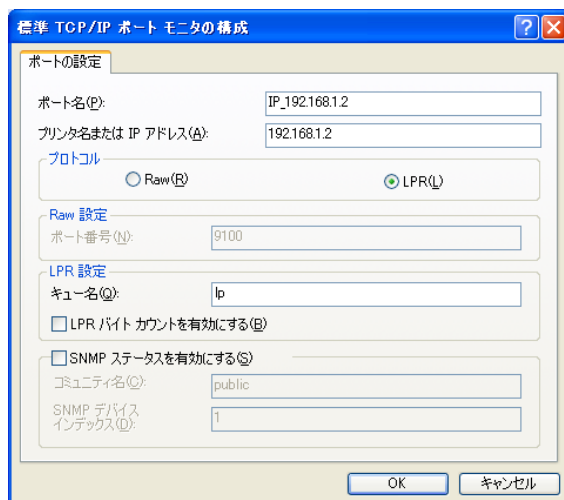 標準 TCP/IP ポート モニタの構成
ポートの設定
ポート名(P):
IP_192.168.1.2
プリンタ名または IP アドレス(A):
192.168.1.2
プロトコル
Raw(R)
LPR(L)
Raw 設定
ポート番号(N):
9100
LPR 設定
キュー名(Q):
lp
LPR バイト カウントを有効にする(B)
SNMP ステータスを有効にする(S)
コミュニティ名(C):
public
SNMP デバイス
インデックス(D):
1
OK
キャンセル